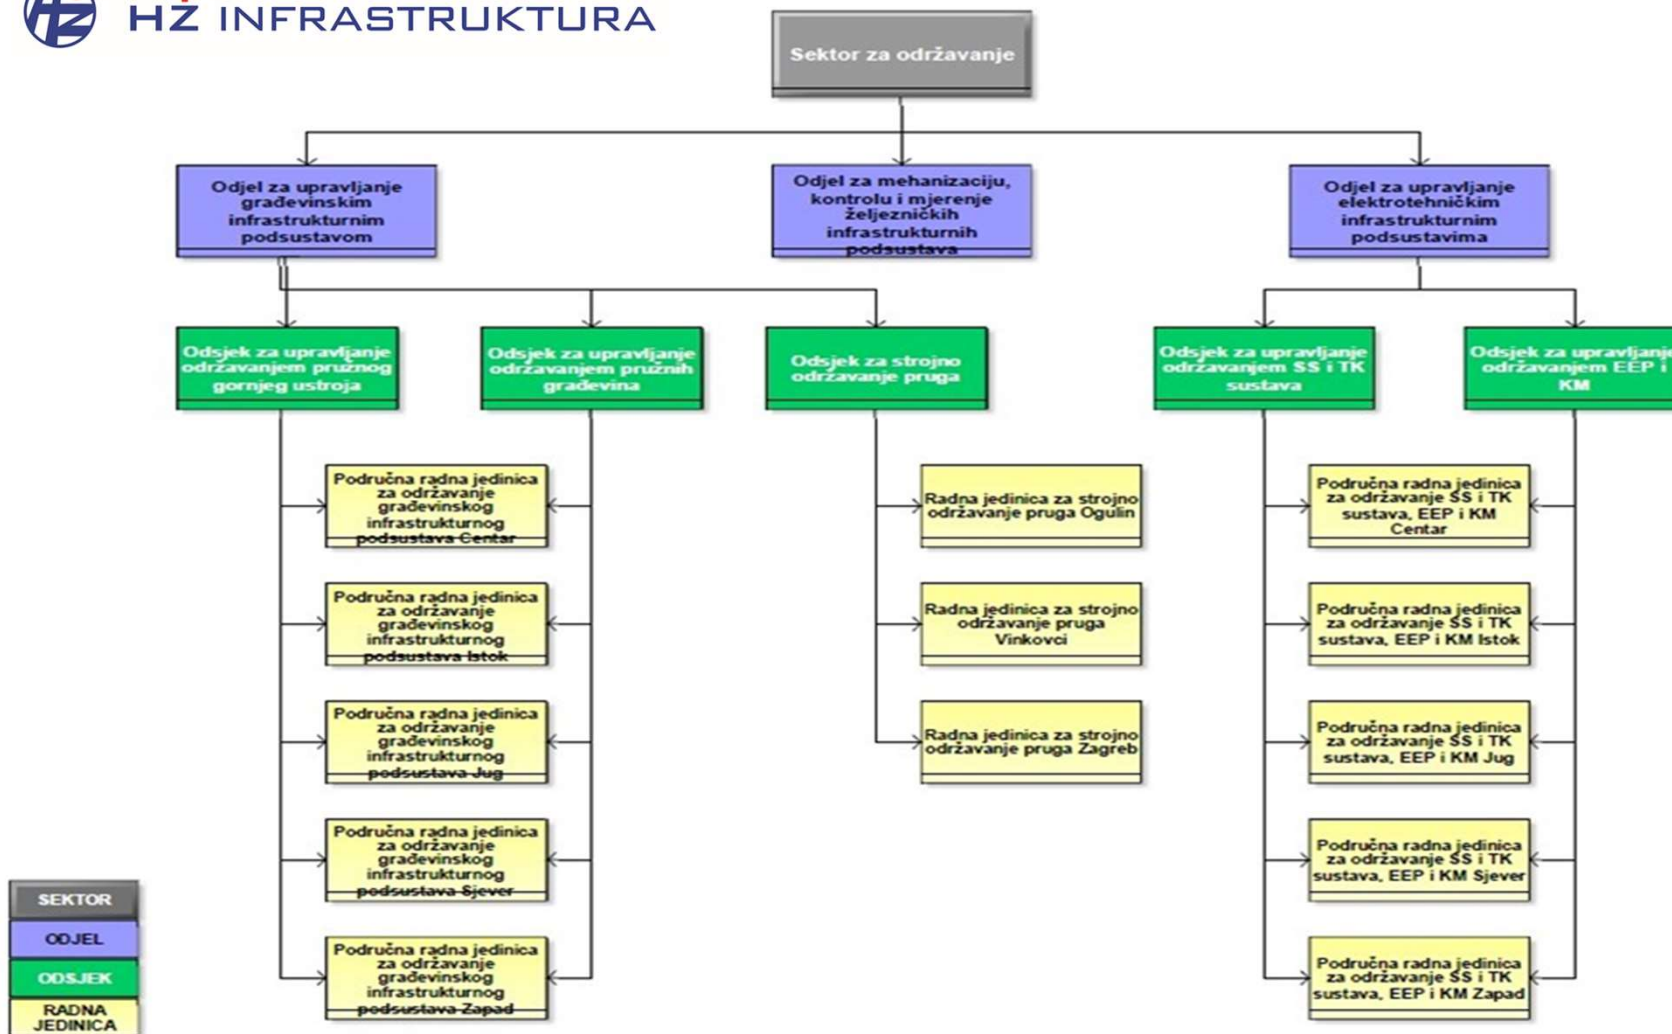 HŽ INFRASTRUKTURA
Sektor za održavanje
Odjel za upravljanje
građevinskim
infrastrukturnim
podsustavom
Odjel za mehanizaciju,
kontrolu i mjerenje
željezničkih
infrastrukturnih
podsustava
Odjel za upravljanje
elektrotehničkim
infrastrukturnim
podsustavima
Odsjek za upravljanje
održavanjem pružnog
gornjeg ustroja
Odsjek za upravljanje
održavanjem pružnih
građevina
Odsjek za strojno
održavanje pruga
Odsjek za upravljanje
održavanjem SS i TK
sustava
Odsjek za upravljanje
održavanjem EEP i
KM
Područna radna jedinica
za održavanje
građevinskog
infrastrukturnog
podsustava Centar
Radna jedinica za strojno
održavanje pruga Ogulin
Područna radna jedinica
za održavanje SS i TK
sustava, EEP i KM
Centar
Područna radna jedinica
za održavanje
građevinskog
infrastrukturnog
podsustava Istok
Radna jedinica za strojno
održavanje pruga
Vinkovci
Područna radna jedinica
za održavanje SS i TK
sustava, EEP i KM Istok
Područna radna jedinica
za održavanje
građevinskog
infrastrukturnog
podsustava Jug
Radna jedinica za strojno
održavanje pruga Zagreb
Područna radna jedinica
za održavanje SS i TK
sustava, EEP i KM Jug
Područna radna jedinica
za održavanje
građevinskog
infrastrukturnog
podsustava Sjever
Područna radna jedinica
za održavanje SS i TK
sustava, EEP i KM Sjever
Područna radna jedinica
za održavanje
građevinskog
infrastrukturnog
podsustava Zapad
Područna radna jedinica
za održavanje SS i TK
sustava, EEP i KM Zapad
SEKTOR
ODJEL
ODSJEK
RADNA
JEDINICA